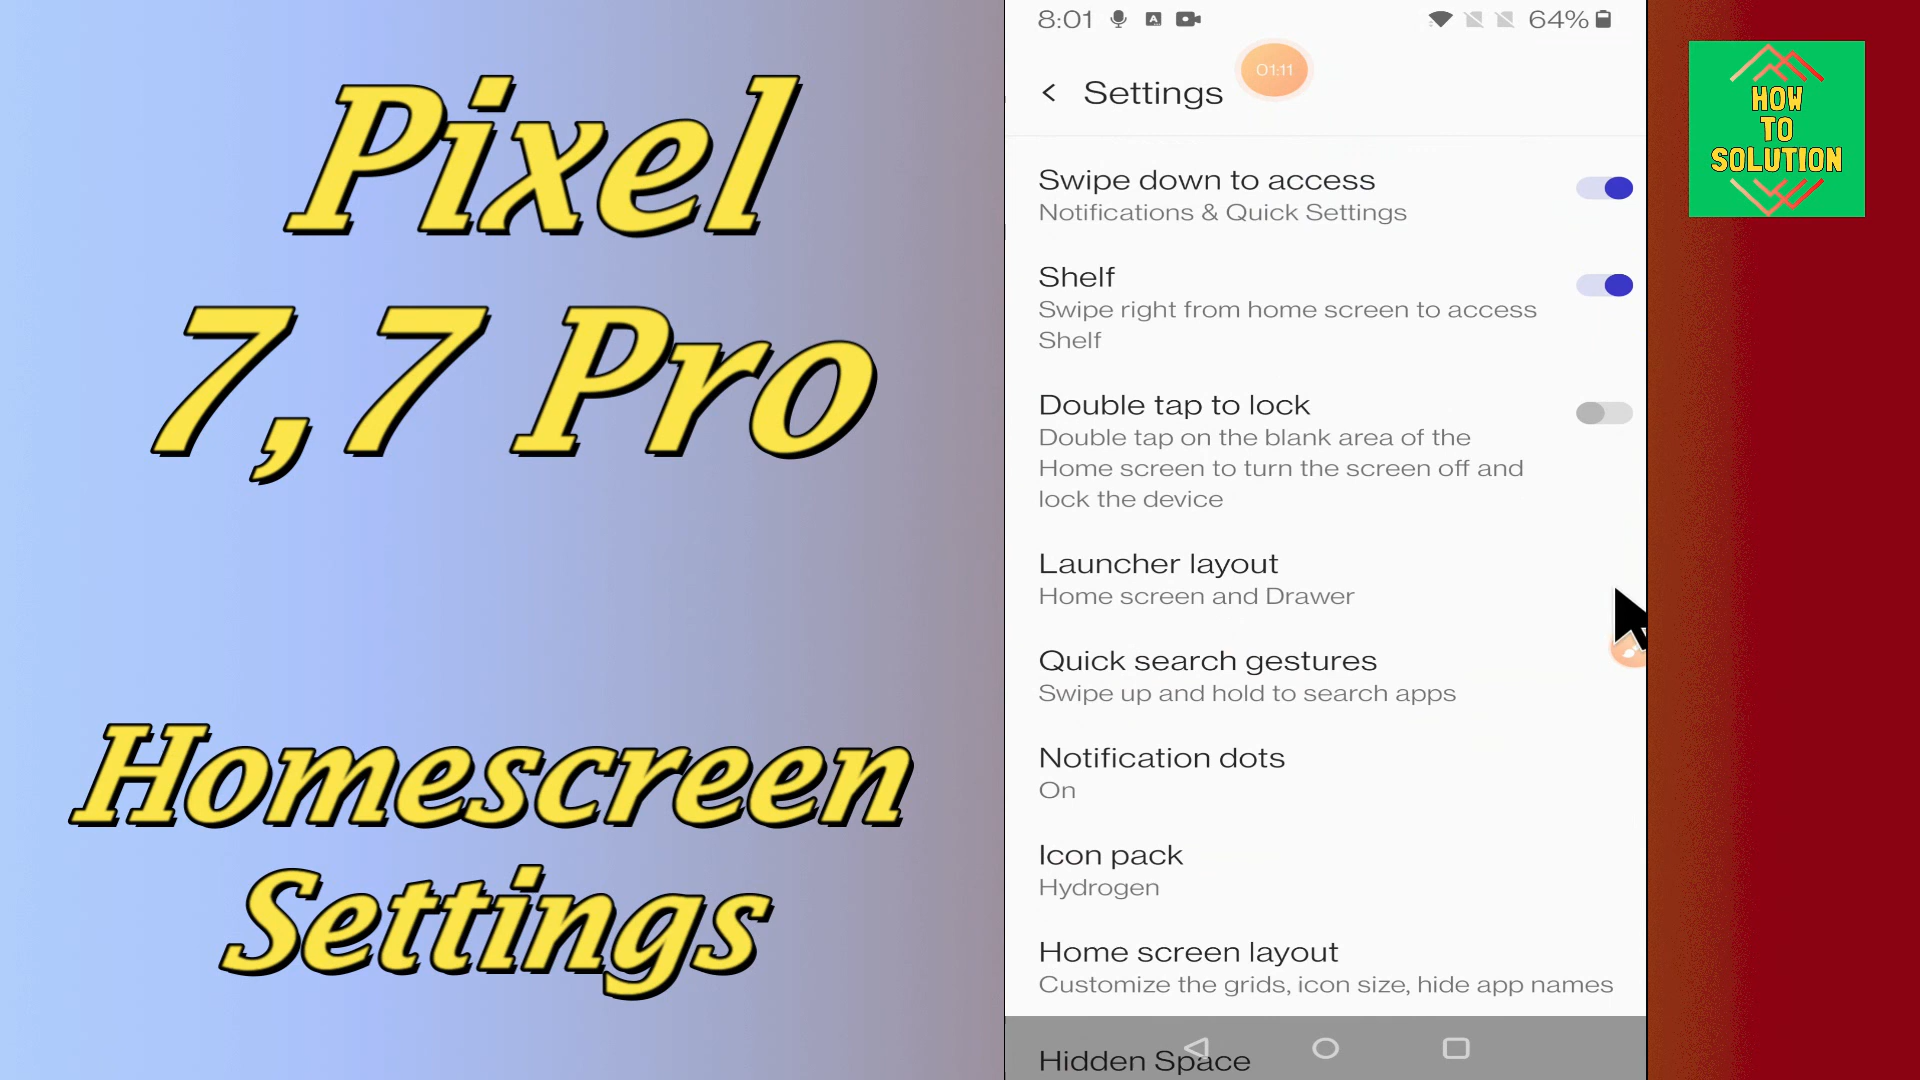 Pixel
7,7 Pro
Homescreen
Settings
8:01
64%
01:11
Settings
Swipe down to access
Notifications & Quick Settings
Shelf
Swipe right from home screen to access
Shelf
Double tap to lock
Double tap on the blank area of the
Home screen to turn the screen off and
lock the device
Launcher layout
Home screen and Drawer
Quick search gestures
Swipe up and hold to search apps
Notification dots
On
Icon pack
Hydrogen
Home screen layout
Customize the grids, icon size, hide app names
Hidden Space
HOW
TO
SOLUTION